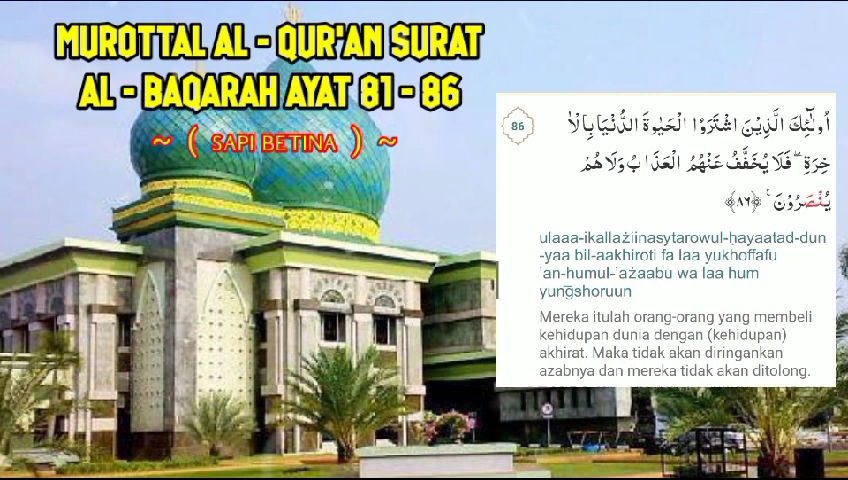 MUROTTAL AL - QUR'AN SURAT
AL - BAQARAH AYAT 81 - 86
~ ( SAPI BETINA ) ~
86
اُولٰۤىِٕكَ الَّذِيْنَ اشْتَرَوُا الْحَيٰوةَ الدُّنْيَا بِالْاٰ
خِرَةِ ۖ فَلَا يُخَفَّفُ عَنْهُمُ الْعَذَا بُ وَلَا هُمْ
يُنْصَرُوْنَ ࣖ ﴿٨٦﴾
ulaaa-ikallażiinasytarowul-ḥayaatad-dun
-yaa bil-aakhiroti fa laa yukhoffafu
'an-humul-'ażaabu wa laa hum
yung̅shoruun
Mereka itulah orang-orang yang membeli
kehidupan dunia dengan (kehidupan)
akhirat. Maka tidak akan diringankan
azabnya dan mereka tidak akan ditolong.